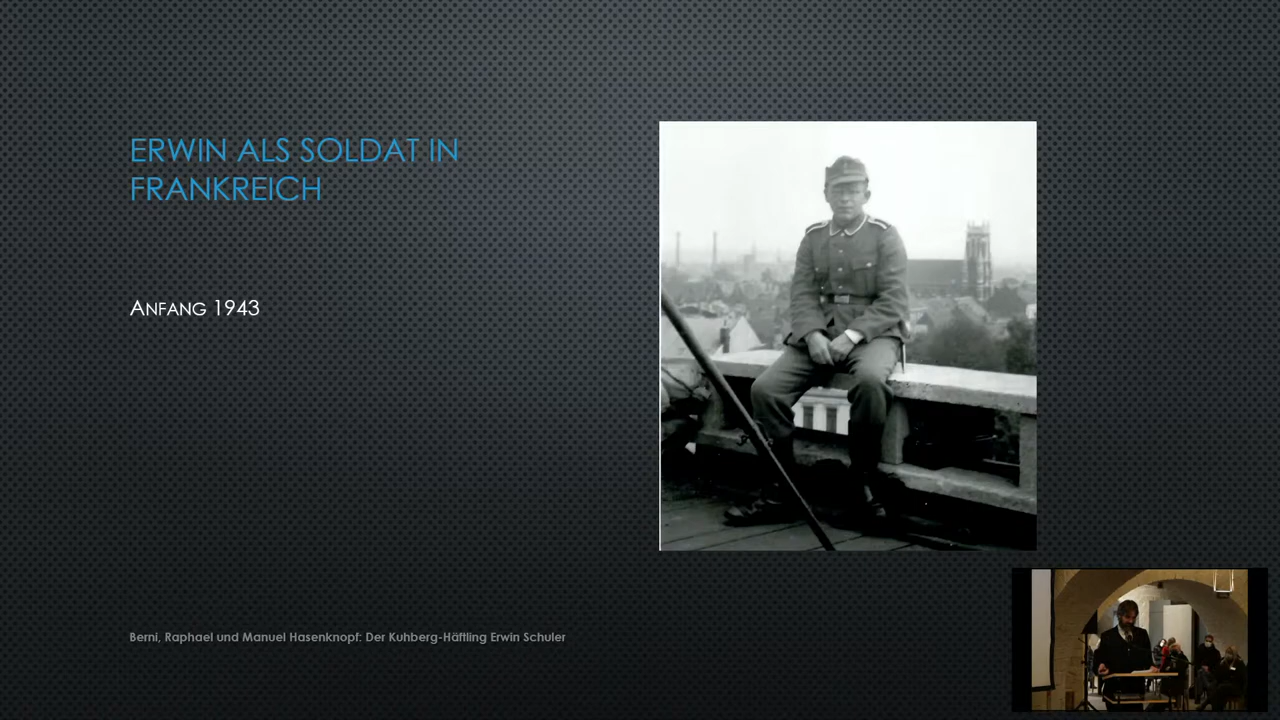 ERWIN ALS SOLDAT IN
FRANKREICH
ANFANG 1943
Berni, Raphael und Manuel Hasenknopf: Der Kuhberg-Häftling Erwin Schuler